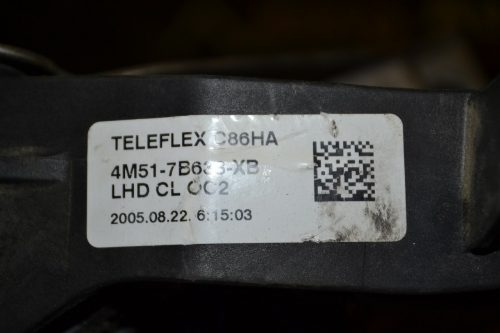 TELEFLEX C86HA
4M51-7B633-XB
LHD CL OC2
2005.08.22. 6:15:03